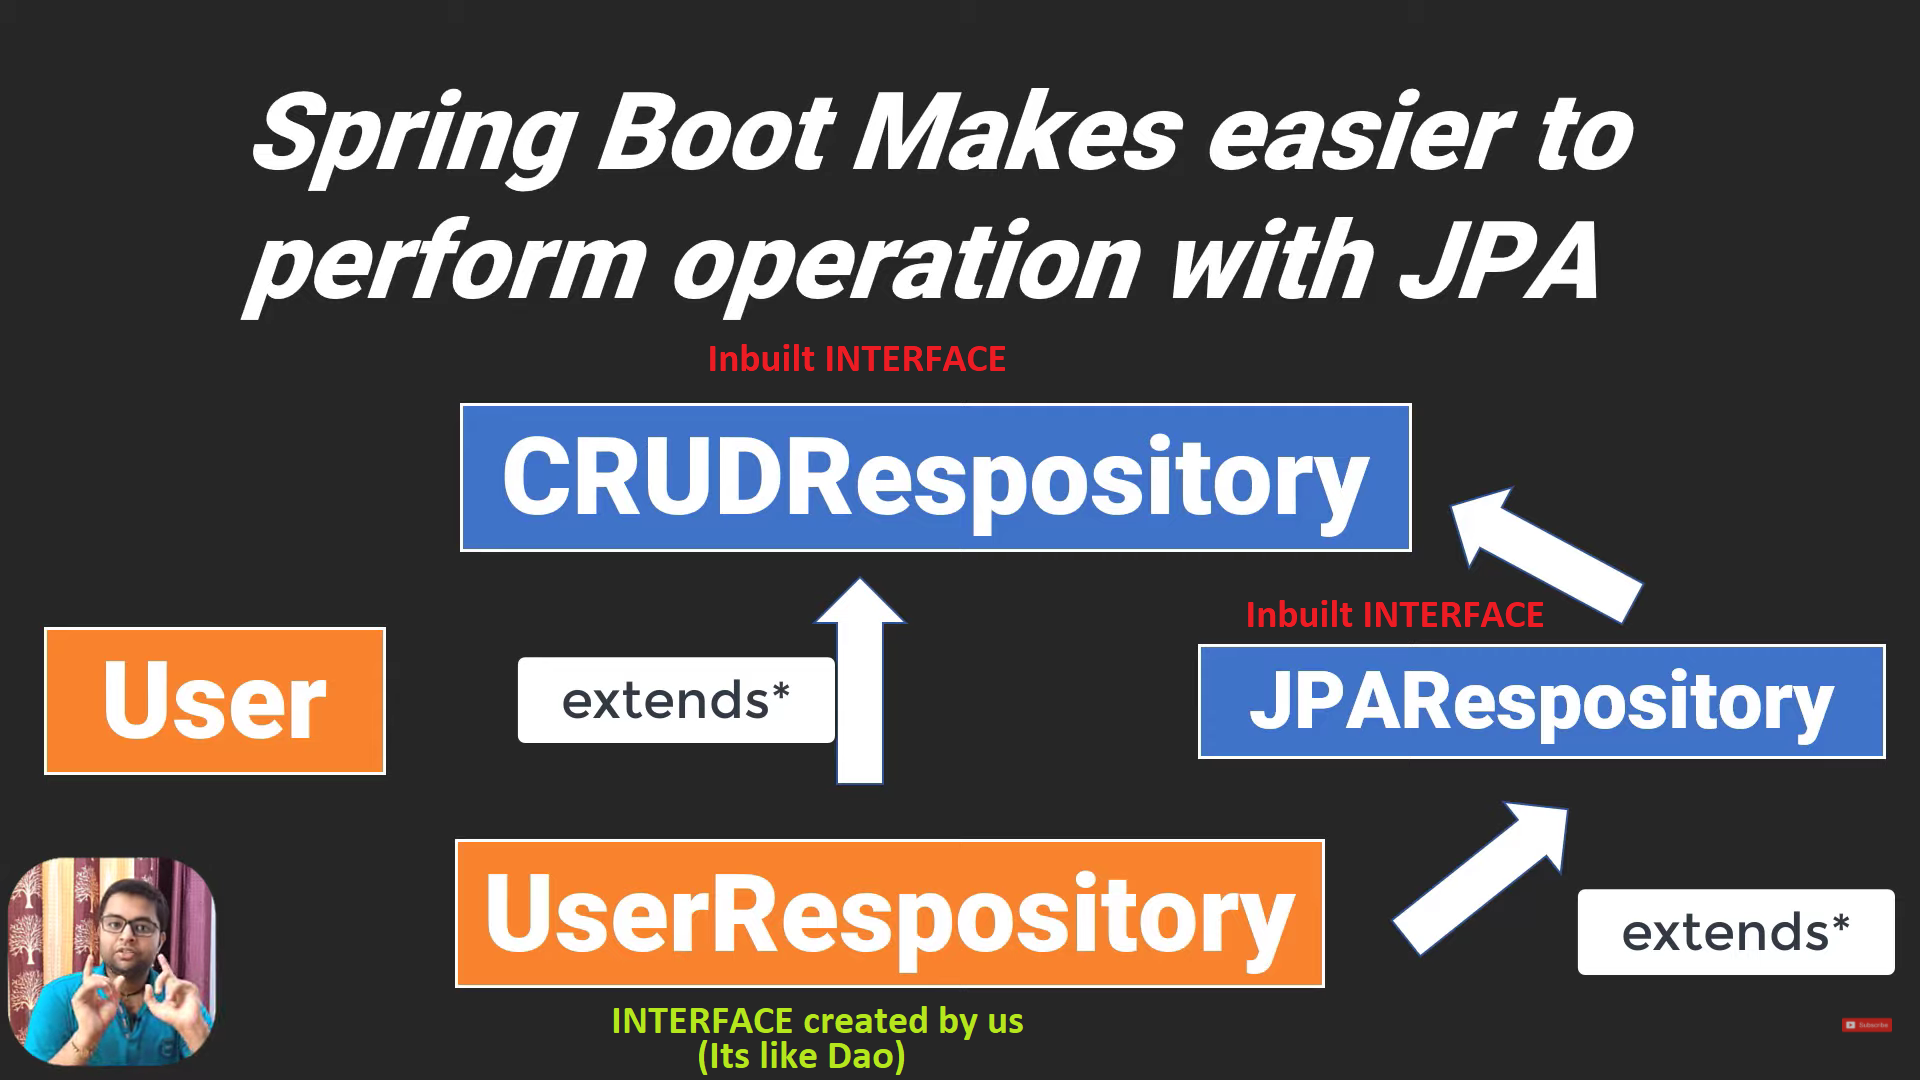 Spring Boot Makes easier to
perform operation with JPA
Inbuilt INTERFACE
CRUDRespository
Inbuilt INTERFACE
User
extends*
JPARespository
UserRespository
extends*
INTERFACE created by us
(Its like Dao)
Subscribe